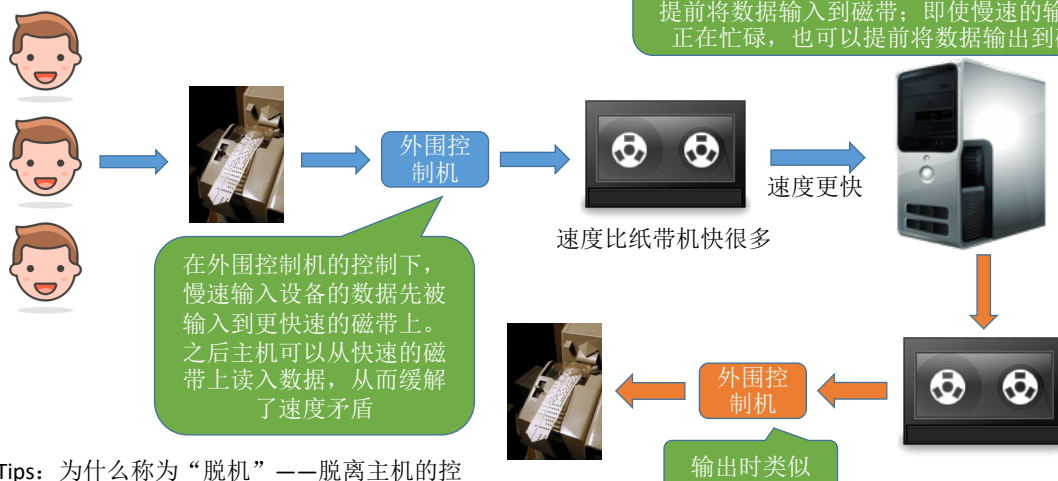 提前将数据输入到磁带；即使慢速的输
正在忙碌，也可以提前将数据输出到
外围控
制机
速度更快
速度比纸带机快很多
在外围控制机的控制下，
慢速输入设备的数据先被
输入到更快速的磁带上。
之后主机可以从快速的磁
带上读入数据，从而缓解
了速度矛盾
外围控
制机
输出时类似
Tips：为什么称为“脱机”——脱离主机的控